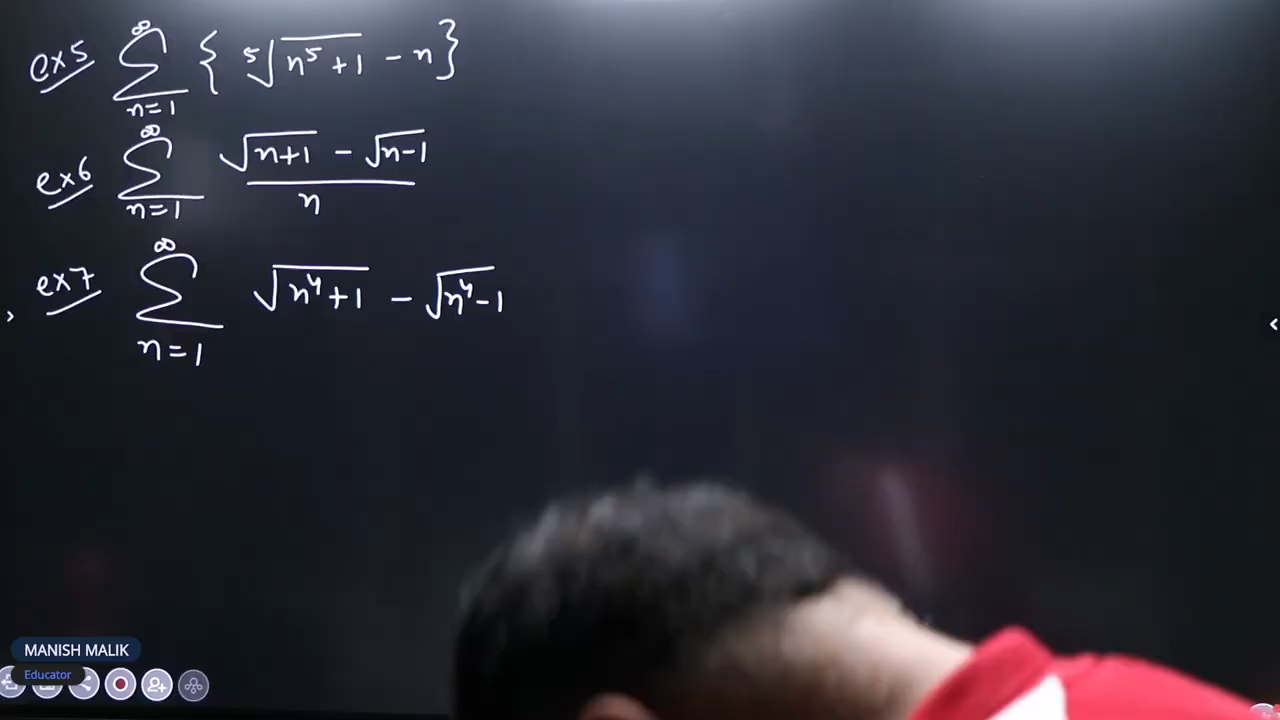 ex5 ∞∑n=1 { ⁵√(n⁵+1) - n }
ex6 ∞∑n=1 (√(n+1) - √(n-1))/n
ex7 ∞∑n=1 √(n⁴+1) - √(n⁴-1)
MANISH MALIK
Educator